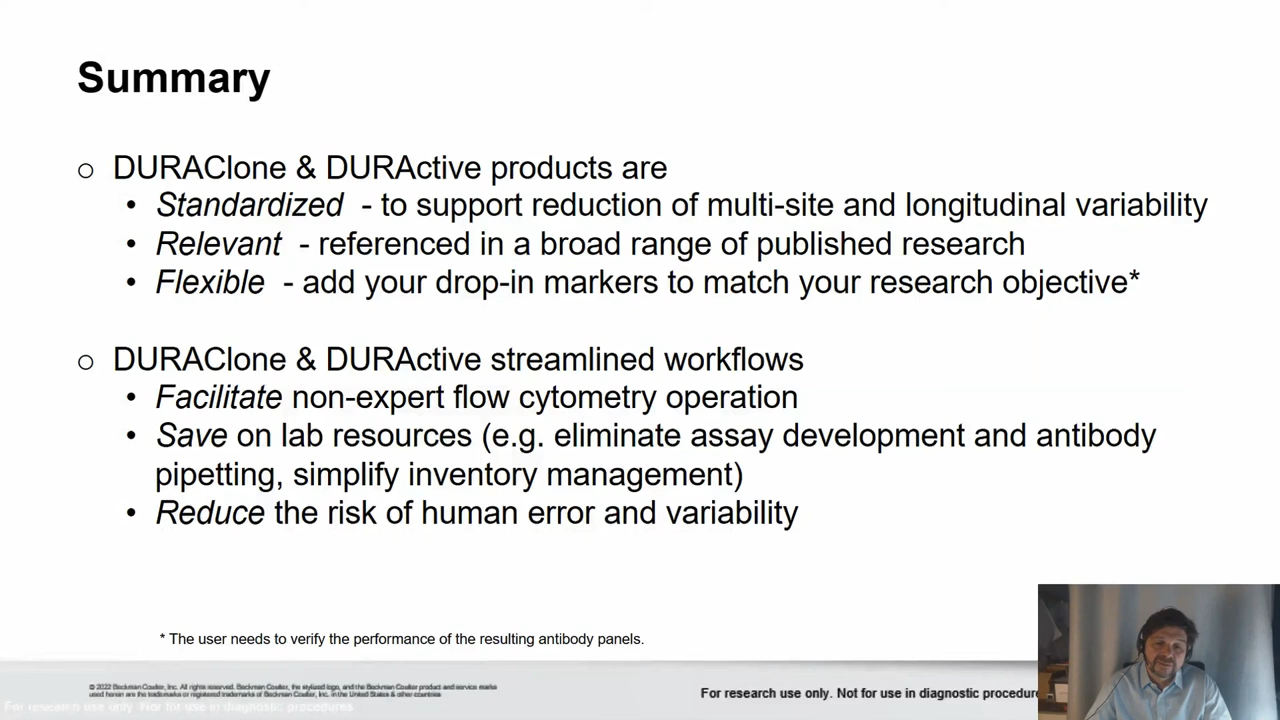 Summary
○ DURAClone & DURActive products are
• Standardized - to support reduction of multi-site and longitudinal variability
• Relevant - referenced in a broad range of published research
• Flexible - add your drop-in markers to match your research objective*
○ DURAClone & DURActive streamlined workflows
• Facilitate non-expert flow cytometry operation
• Save on lab resources (e.g. eliminate assay development and antibody
pipetting, simplify inventory management)
• Reduce the risk of human error and variability
* The user needs to verify the performance of the resulting antibody panels.
© 2022 Beckman Coulter, Inc. All rights reserved. Beckman Coulter, the stylized logo, and the Beckman Coulter product and service marks
used herein are the trademarks or registered trademarks of Beckman Coulter, Inc. in the United States & other countries
For research use only. Not for use in diagnostic procedure
For research use only. Not for use in diagnostic procedures